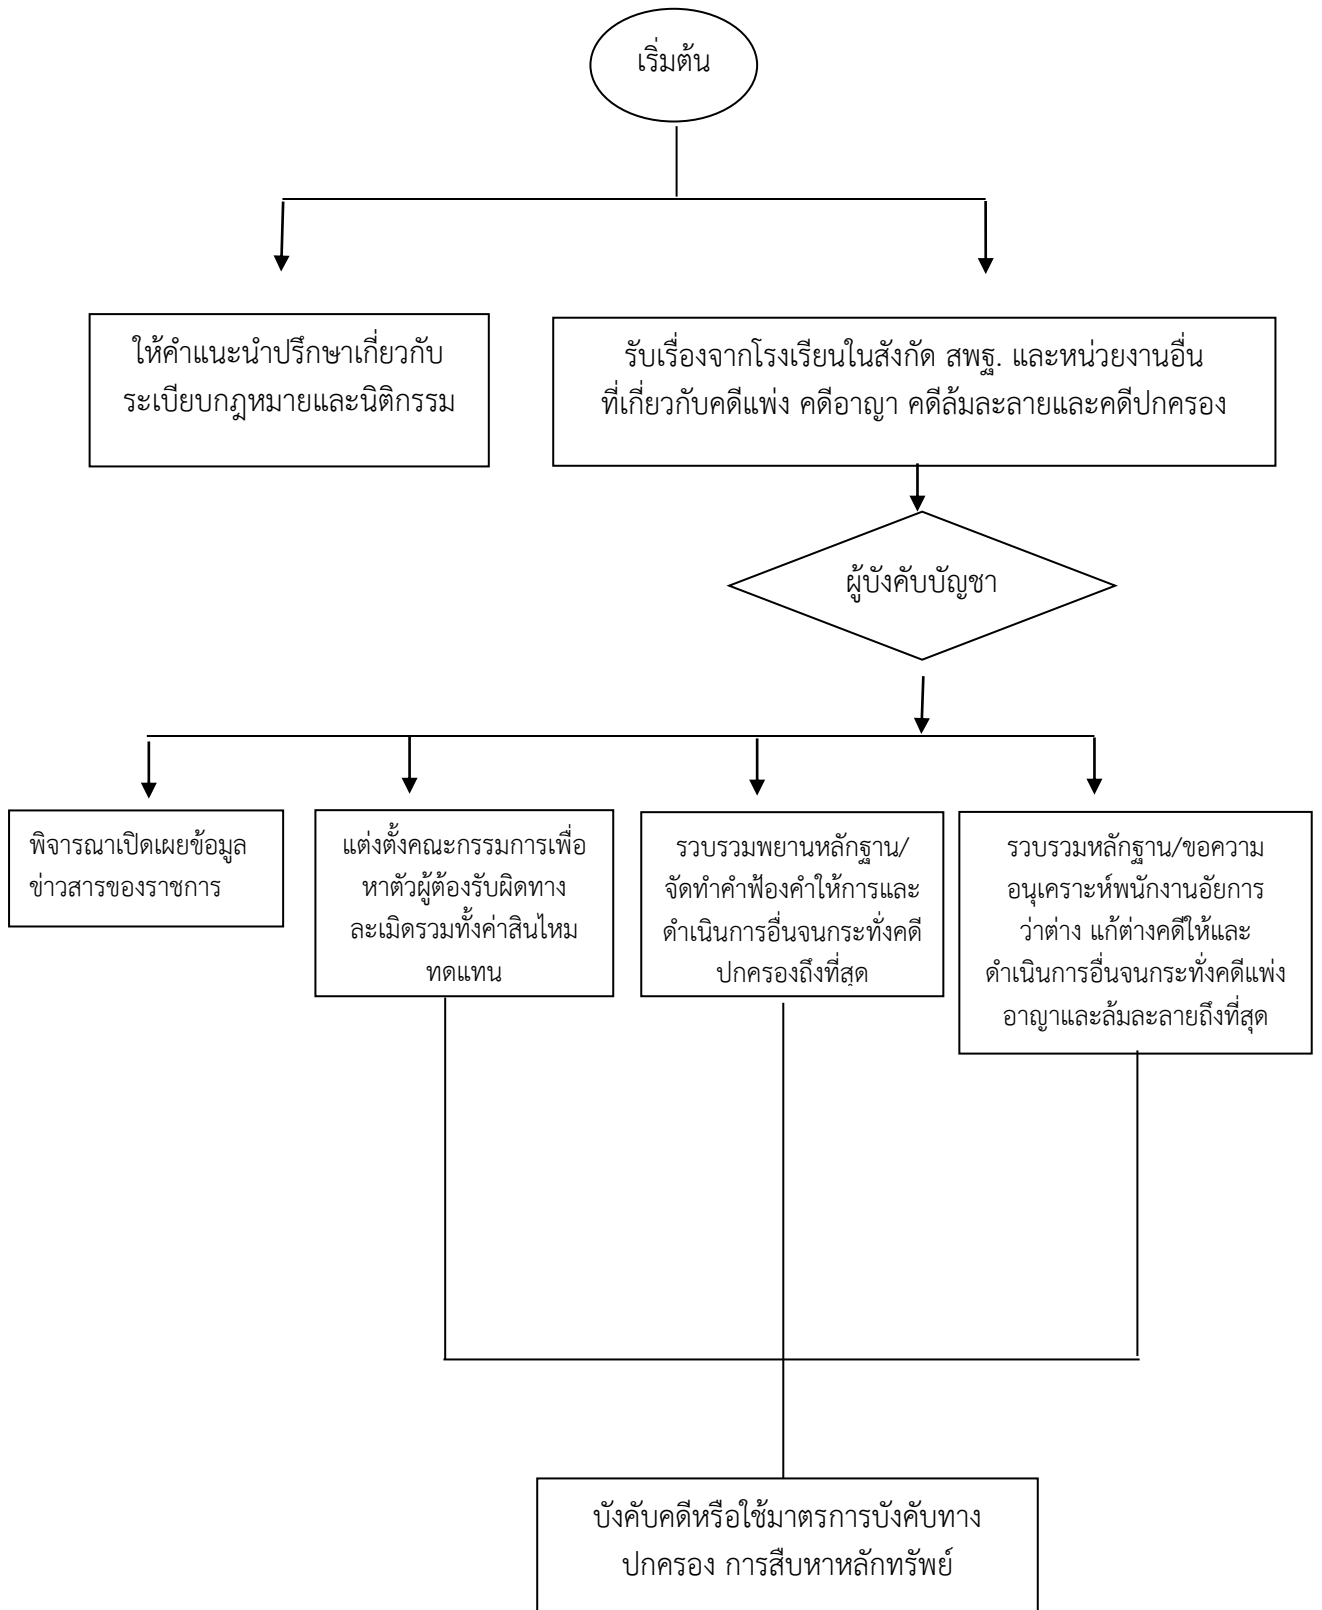 เริ่มต้น
ให้คำแนะนำปรึกษาเกี่ยวกับ
ระเบียบกฎหมายและนิติกรรม
รับเรื่องจากโรงเรียนในสังกัด สพฐ. และหน่วยงานอื่น
ที่เกี่ยวกับคดีแพ่ง คดีอาญา คดีล้มละลายและคดีปกครอง
ผู้บังคับบัญชา
พิจารณาเปิดเผยข้อมูล
ข่าวสารของราชการ
แต่งตั้งคณะกรรมการเพื่อ
หาตัวผู้ต้องรับผิดทาง
ละเมิดรวมทั้งค่าสินไหม
ทดแทน
รวบรวมพยานหลักฐาน/
จัดทำคำฟ้องคำให้การและ
ดำเนินการอื่นจนกระทั่งคดี
ปกครองถึงที่สุด
รวบรวมหลักฐาน/ขอความ
อนุเคราะห์พนักงานอัยการ
ว่าต่าง แก้ต่างคดีให้และ
ดำเนินการอื่นจนกระทั่งคดีแพ่ง
อาญาและล้มละลายถึงที่สุด
บังคับคดีหรือใช้มาตรการบังคับทาง
ปกครอง การสืบหาหลักทรัพย์